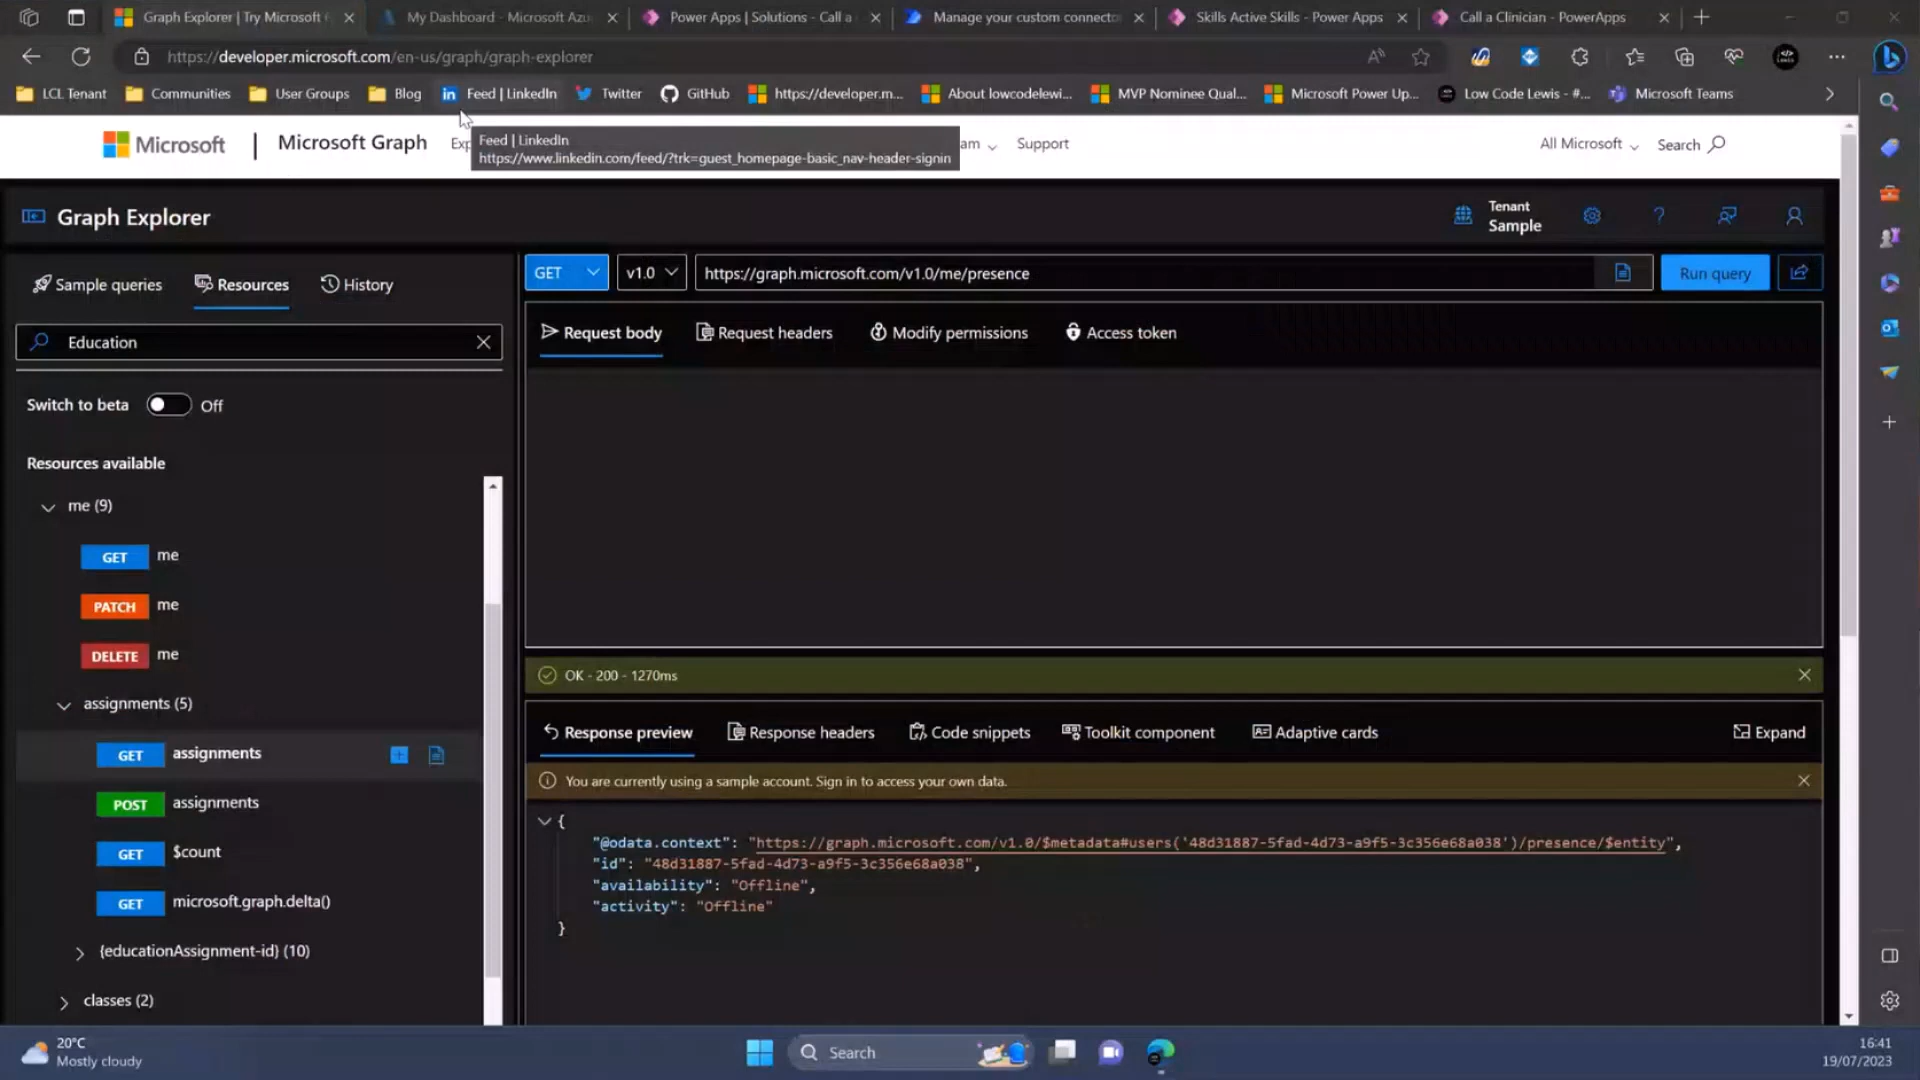 Graph Explorer | Try Microsoft
My Dashboard - Microsoft Azu
Power Apps | Solutions - Call a
Manage your custom connecto
Skills Active Skills - Power Apps
Call a Clinician - PowerApps
https://developer.microsoft.com/en-us/graph/graph-explorer
LCL Tenant
Communities
User Groups
Blog
Feed | LinkedIn
Twitter
GitHub
https://developer.m...
About lowcodelewi...
MVP Nominee Qual...
Microsoft Power Up...
Low Code Lewis - #...
Microsoft Teams
Microsoft
Microsoft Graph
Exp
Feed | LinkedIn
https://www.linkedin.com/feed/?trk=guest_homepage-basic_nav-header-signin
am
Support
All Microsoft
Search
Graph Explorer
Tenant
Sample
Sample queries
Resources
History
GET
v1.0
https://graph.microsoft.com/v1.0/me/presence
Run query
Education
Request body
Request headers
Modify permissions
Access token
Switch to beta
Off
Resources available
me (9)
GET me
PATCH me
DELETE me
assignments (5)
GET assignments
POST assignments
GET $count
GET microsoft.graph.delta()
{educationAssignment-id} (10)
classes (2)
OK - 200 - 1270ms
Response preview
Response headers
Code snippets
Toolkit component
Adaptive cards
Expand
You are currently using a sample account. Sign in to access your own data.
{
"@odata.context": "https://graph.microsoft.com/v1.0/$metadata#users('48d31887-5fad-4d73-a9f5-3c356e68a038')/presence/$entity",
"id": "48d31887-5fad-4d73-a9f5-3c356e68a038",
"availability": "Offline",
"activity": "Offline"
}
20°C
Mostly cloudy
Search
16:41
19/07/2023